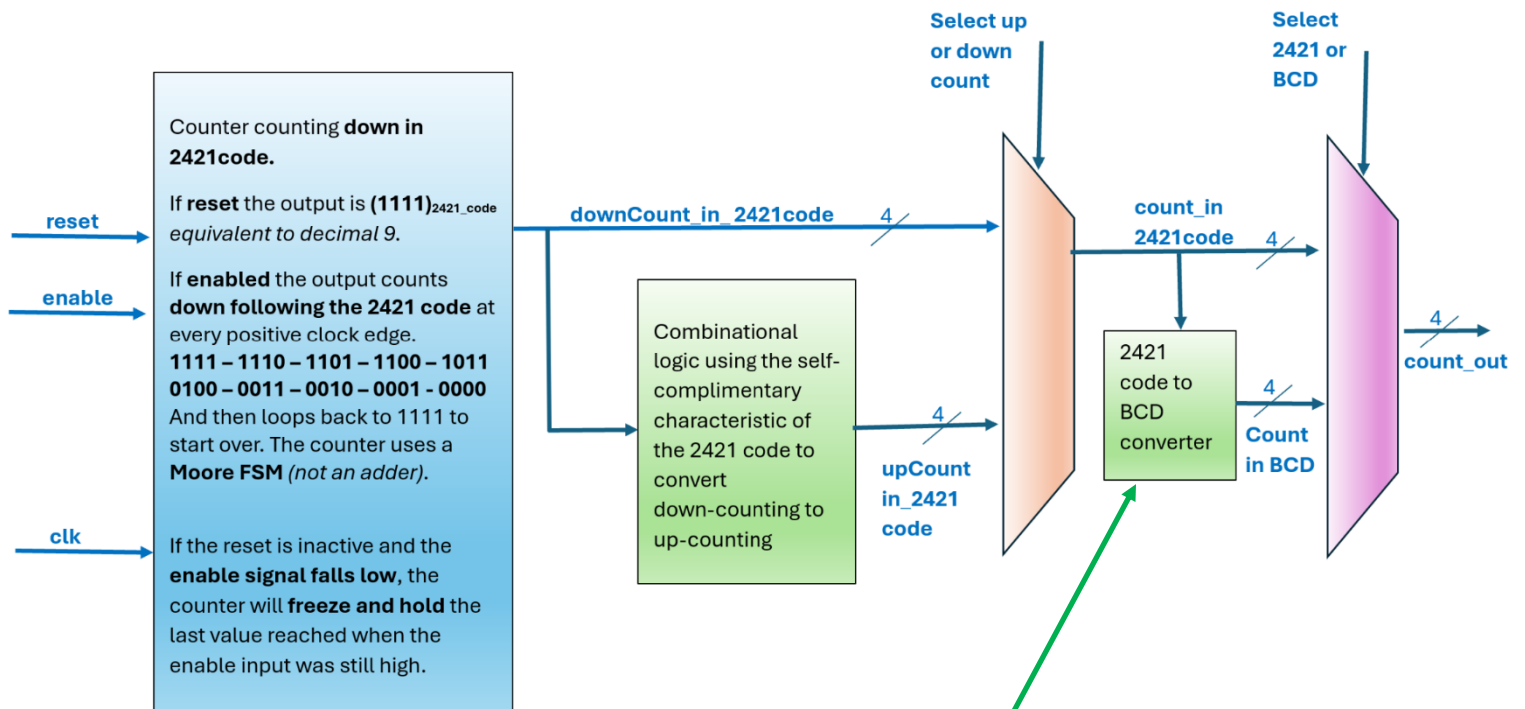 Select up
or down
count
Select
2421 or
BCD
Counter counting down in
2421code.
If reset the output is (1111)2421_code
equivalent to decimal 9.
If enabled the output counts
down following the 2421 code at
every positive clock edge.
1111 – 1110 – 1101 – 1100 – 1011
0100 – 0011 – 0010 – 0001 - 0000
And then loops back to 1111 to
start over. The counter uses a
Moore FSM (not an adder).
If the reset is inactive and the
enable signal falls low, the
counter will freeze and hold the
last value reached when the
enable input was still high.
reset
enable
clk
downCount_in_2421code
4
Combinational
logic using the self-
complimentary
characteristic of
the 2421 code to
convert
down-counting to
up-counting
4
upCount
in_2421
code
count_in
2421code
4
2421
code to
BCD
converter
4
Count
in BCD
4
count_out